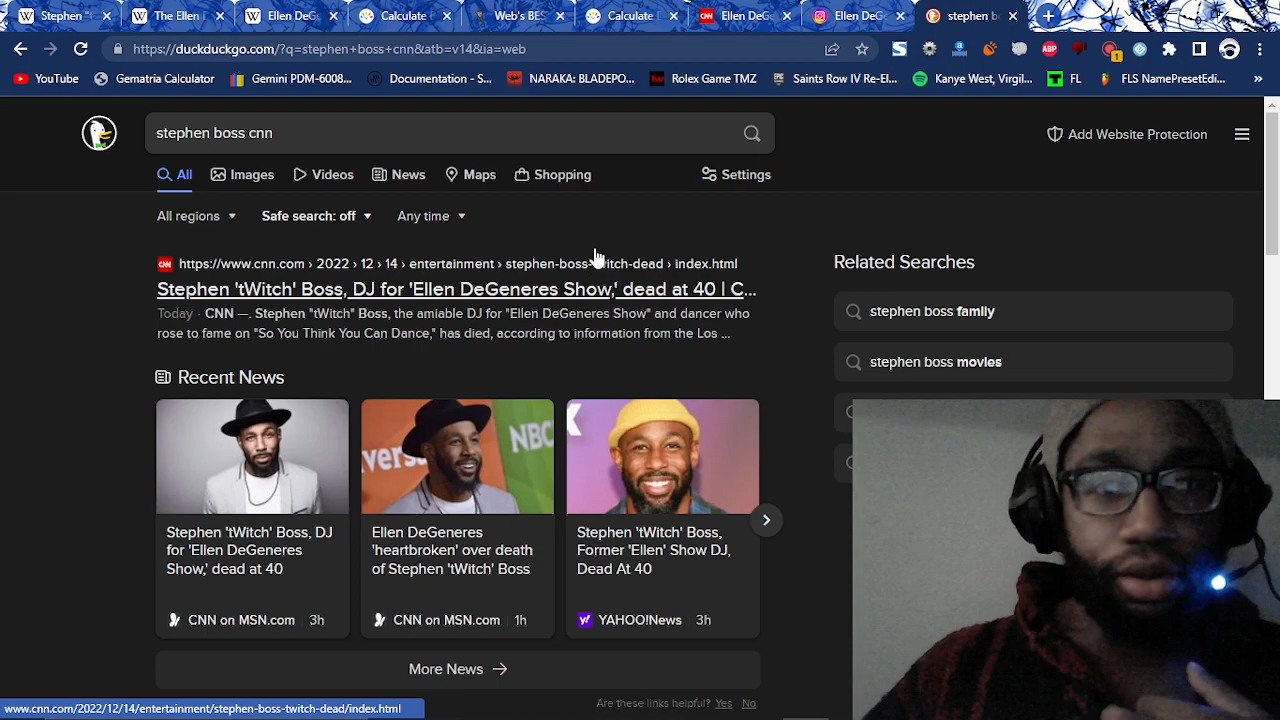 Wikipedia "
The Ellen D
Ellen DeGe
Calculate E
Web's BES
Calculate E
Ellen DeGe
Ellen DeGe
stephen bo
https://duckduckgo.com/?q=stephen+boss+cnn&atb=v14&ia=web
ABP
1
YouTube
Gematria Calculator
Gemini PDM-6008...
Documentation - S...
NARAKA: BLADEPO...
Rolex Game TMZ
Saints Row IV Re-El...
Kanye West, Virgil...
FL
FLS NamePresetEdit...
»
stephen boss cnn
Add Website Protection
All
Images
Videos
News
Maps
Shopping
Settings
All regions
Safe search: off
Any time
CNN
https://www.cnn.com › 2022 › 12 › 14 › entertainment › stephen-boss-twitch-dead › index.html
Stephen 'tWitch' Boss, DJ for 'Ellen DeGeneres Show,' dead at 40 | C...
Today · CNN —. Stephen "tWitch" Boss, the amiable DJ for "Ellen DeGeneres Show" and dancer who
rose to fame on "So You Think You Can Dance," has died, according to information from the Los ...
Related Searches
stephen boss family
stephen boss movies
Recent News
Stephen 'tWitch' Boss, DJ
for 'Ellen DeGeneres
Show,' dead at 40
CNN on MSN.com 3h
Ellen DeGeneres
'heartbroken' over death
of Stephen 'tWitch' Boss
CNN on MSN.com 1h
Stephen 'tWitch' Boss,
Former 'Ellen' Show DJ,
Dead At 40
YAHOO!News 3h
More News →
Are these links helpful? Yes No
www.cnn.com/2022/12/14/entertainment/stephen-boss-twitch-dead/index.html